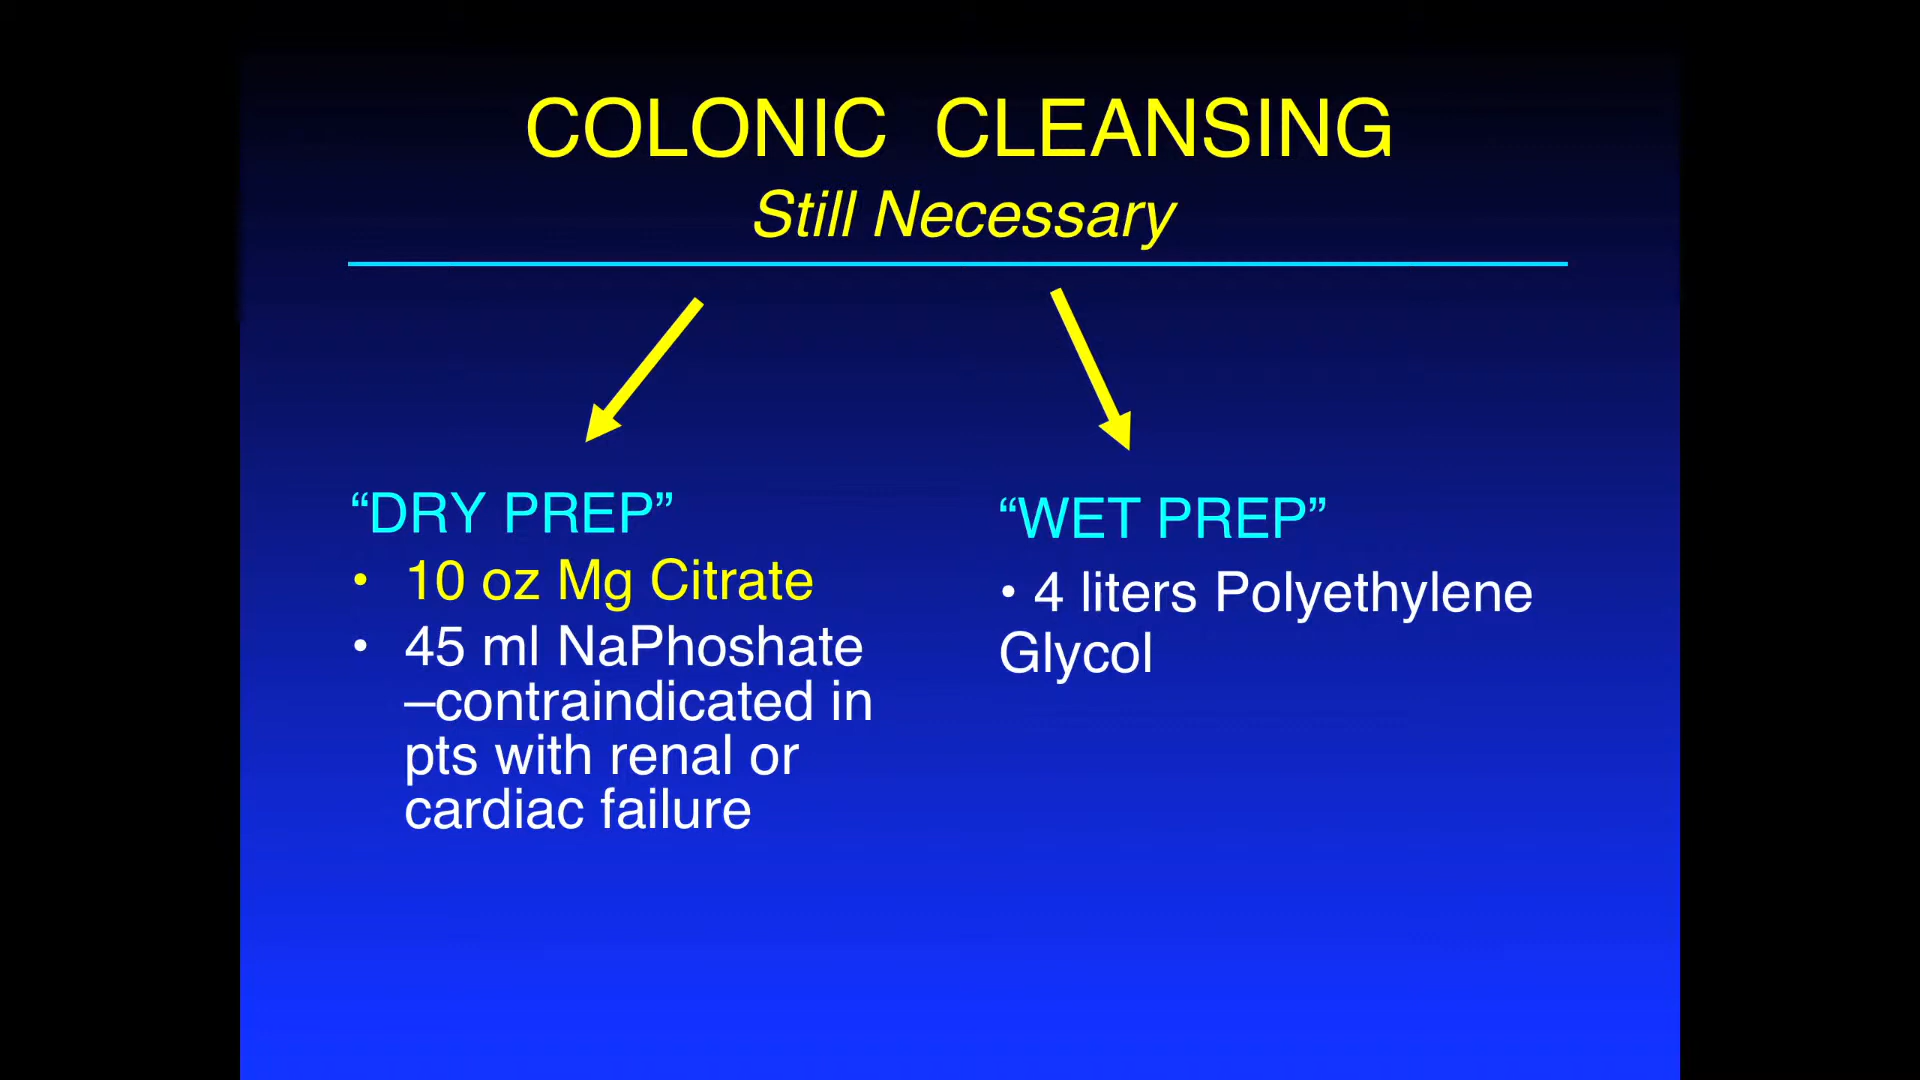 COLONIC CLEANSING
Still Necessary
“DRY PREP”
• 10 oz Mg Citrate
• 45 ml NaPhoshate
–contraindicated in
pts with renal or
cardiac failure
“WET PREP”
• 4 liters Polyethylene
Glycol